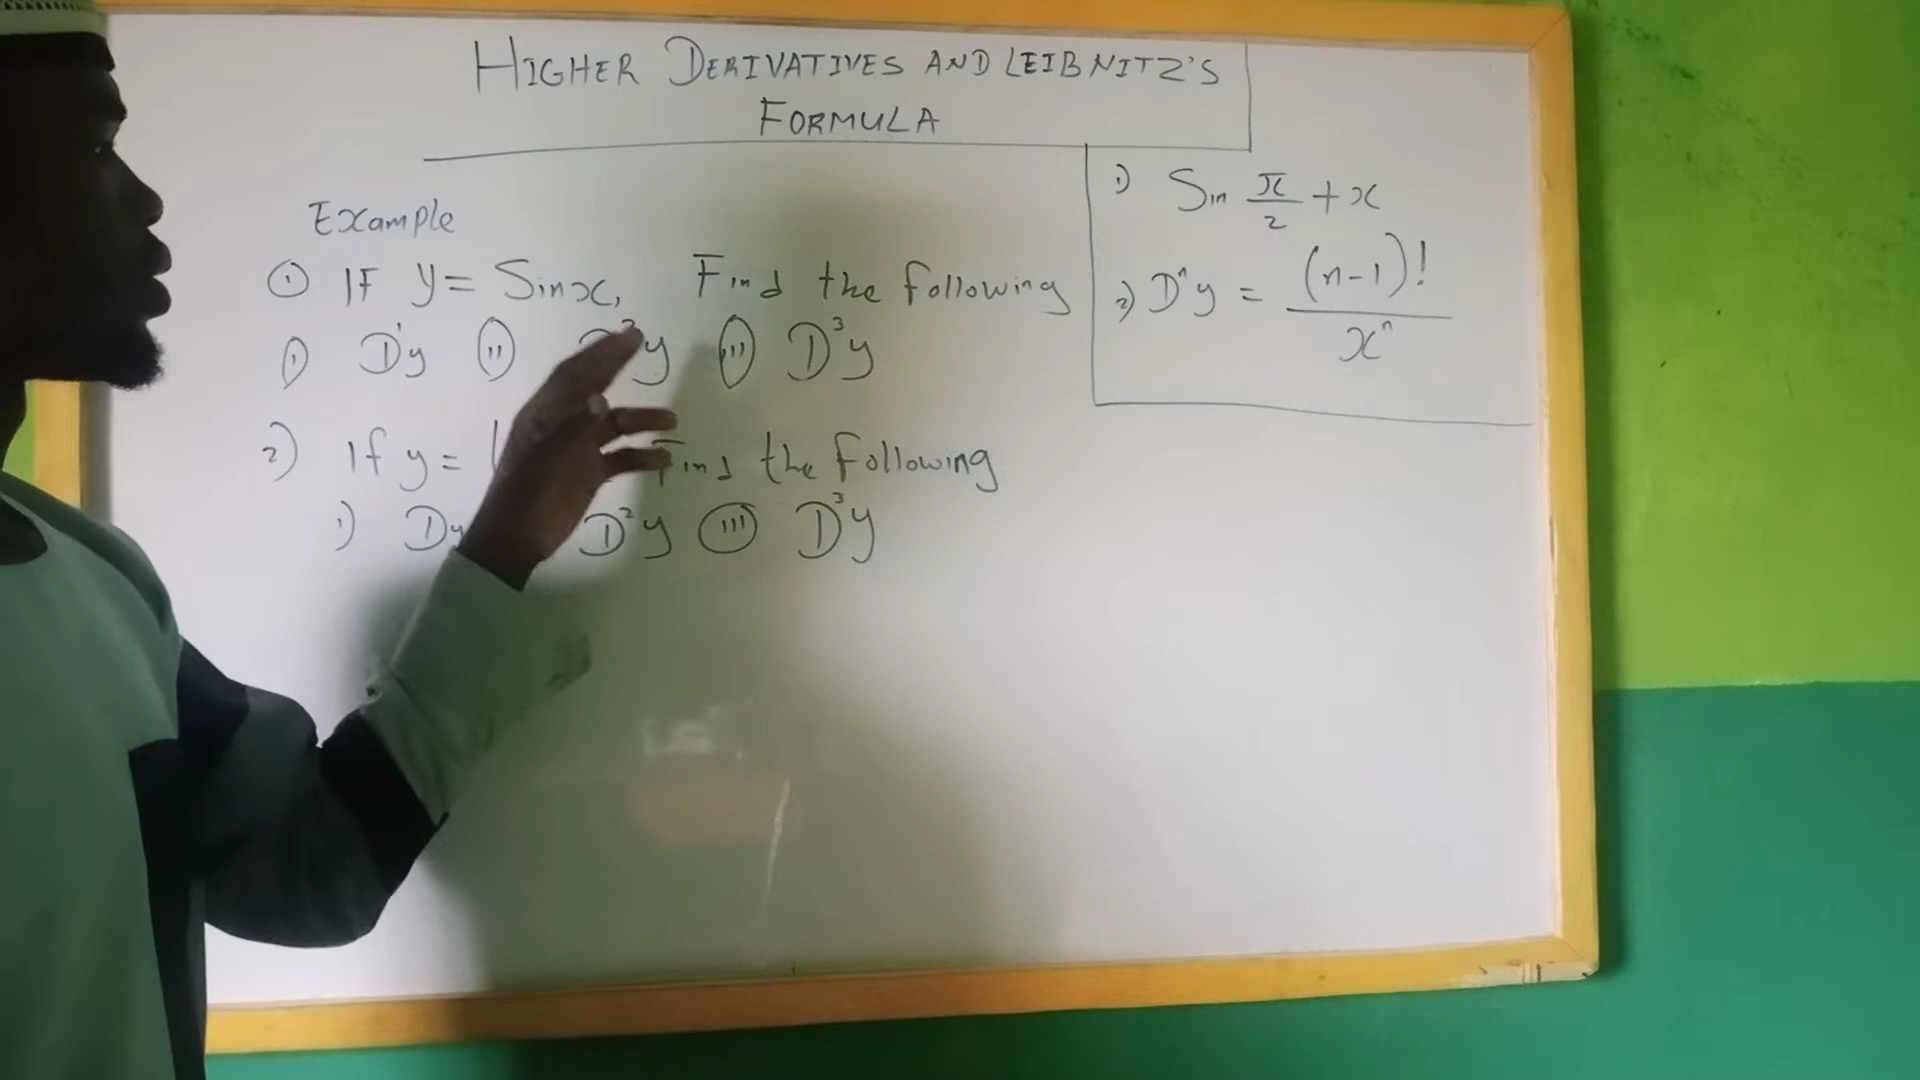 HIGHER DERIVATIVES AND LEIBNITZ'S
FORMULA
Example
① IF y = Sinx, Find the following
i) D¹y ii) D²y iii) D³y
2) If y = Find the following
i) Dy D²y iii) D³y
1) Sin π/2 + x
2) Dⁿy = (n-1)!/xⁿ